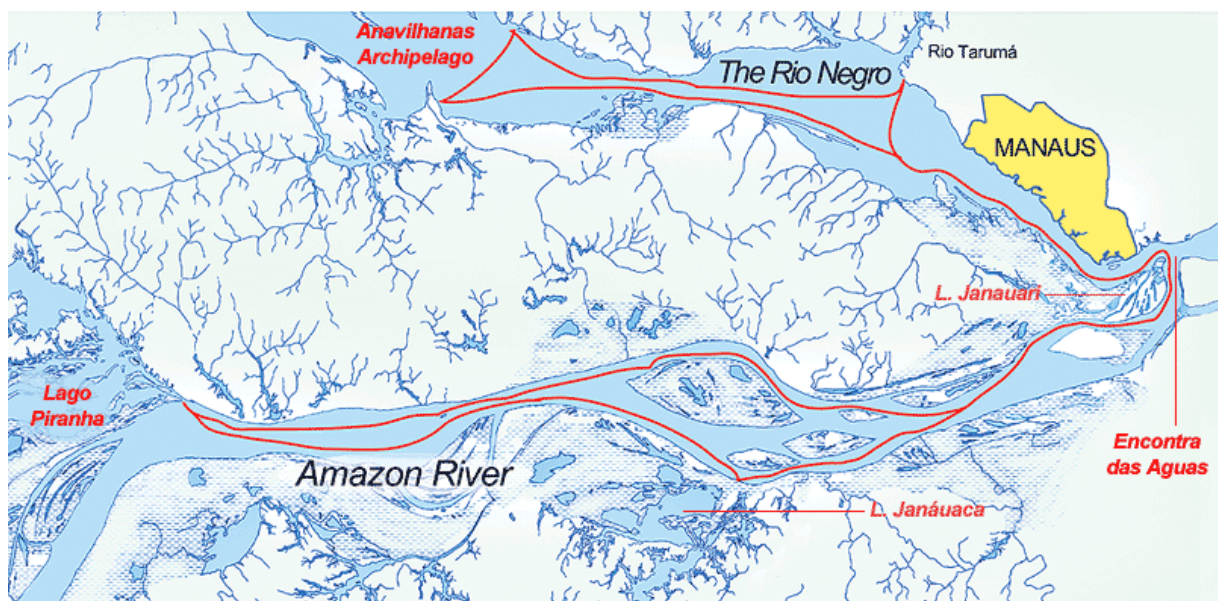 Anavilhanas
Archipelago
The Rio Negro
Rio Tarumá
MANAUS
L. Janauari
Lago
Piranha
Amazon River
Encontra
das Aguas
L. Janáuaca